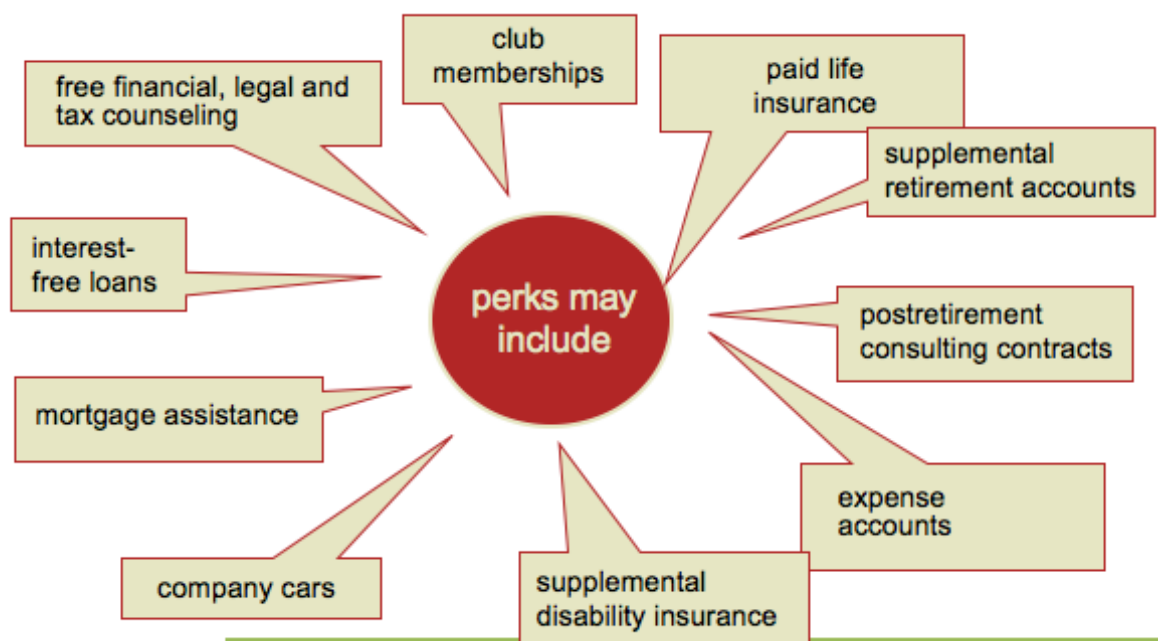 club
memberships
paid life
insurance
free financial, legal and
tax counseling
supplemental
retirement accounts
interest-
free loans
perks may
include
postretirement
consulting contracts
mortgage assistance
expense
accounts
company cars
supplemental
disability insurance